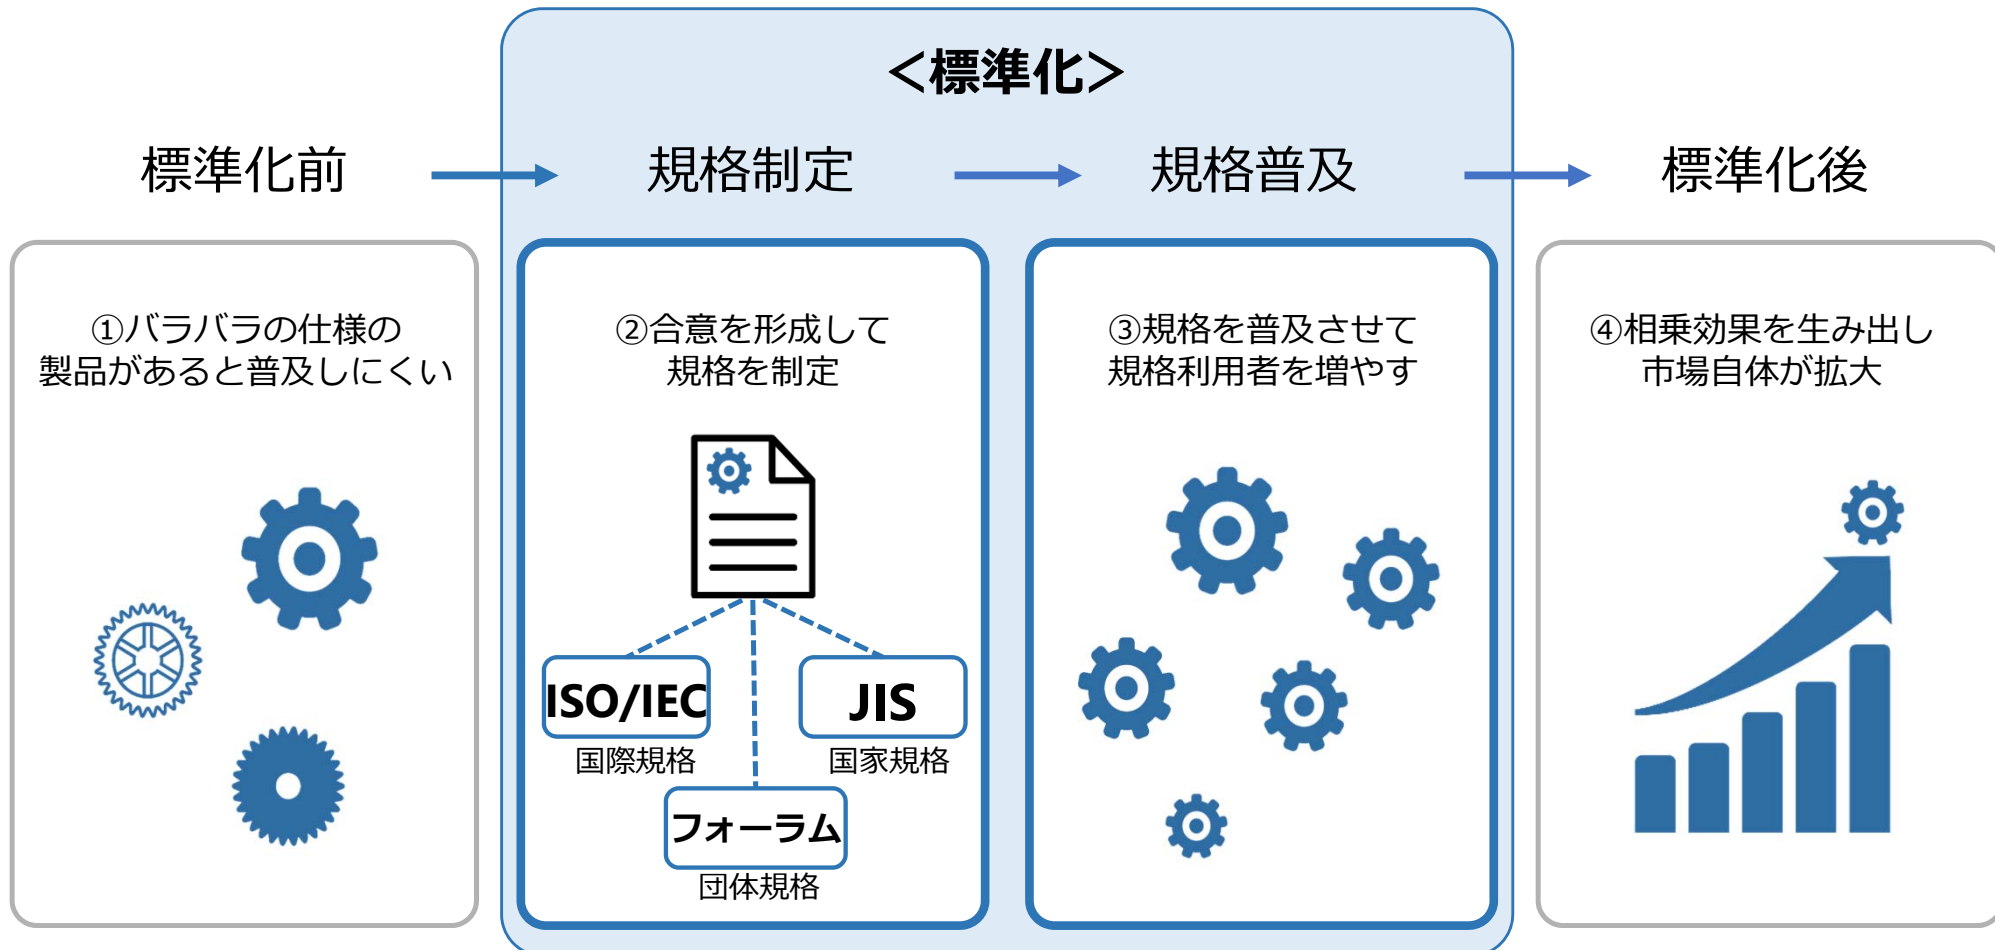 ＜標準化＞
標準化前
規格制定
規格普及
標準化後
①バラバラの仕様の
製品があると普及しにくい
②合意を形成して
規格を制定
ISO/IEC
国際規格
JIS
国家規格
フォーラム
団体規格
③規格を普及させて
規格利用者を増やす
④相乗効果を生み出し
市場自体が拡大